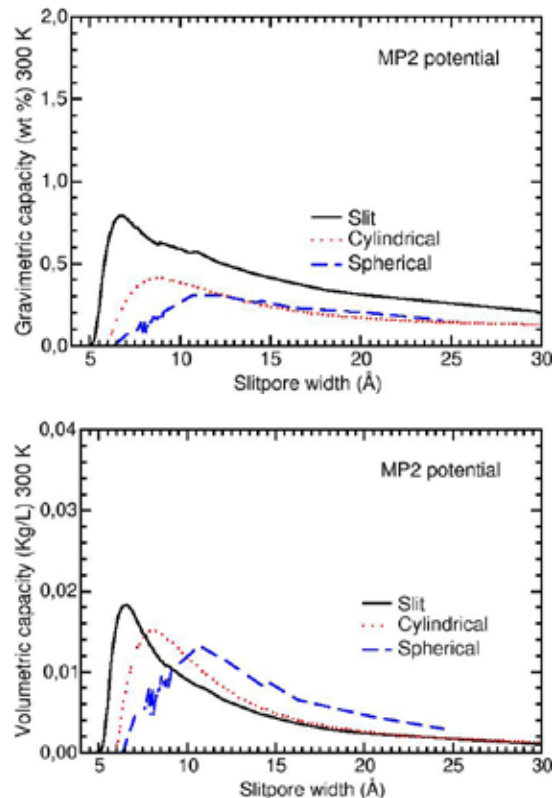 Gravimetric capacity (wt %) 300 K
2,0
1.5
1.0
0.5
0,0
MP2 potential
Slit
Cylindrical
Spherical
5 10 15 20 25 30
Slitpore width (Å)
Volumetric capacity (Kg/L) 300 K
0,04
0,03
0,02
0,01
0,00
MP2 potential
Slit
Cylindrical
Spherical
5 10 15 20 25 30
Slitpore width (Å)